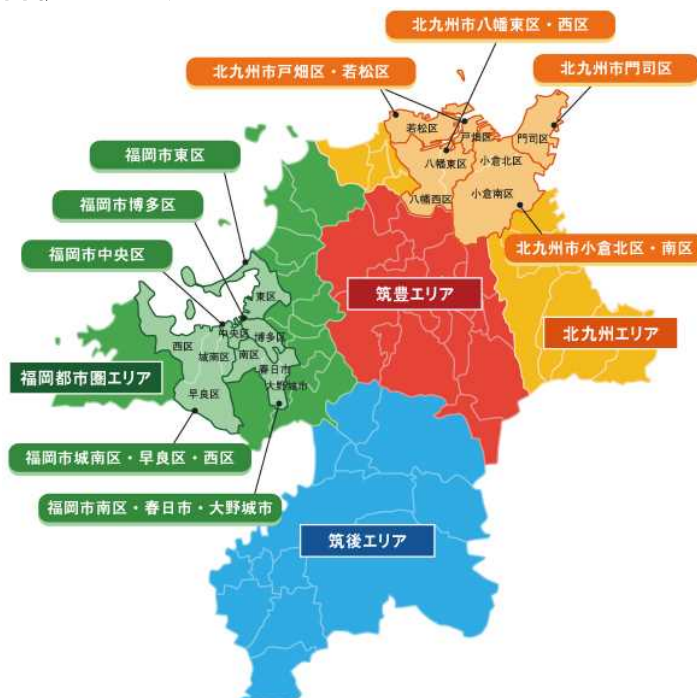 北九州市八幡東区・西区
北九州市戸畑区・若松区
北九州市門司区
若松区
戸畑区
門司区
福岡市東区
八幡東区
小倉北区
福岡市博多区
小倉南区
八幡西区
福岡市中央区
北九州市小倉北区・南区
東区
筑豊エリア
中央区
博多区
北九州エリア
西区
城南区
南区
春日市
福岡都市圏エリア
大野城市
早良区
福岡市城南区・早良区・西区
福岡市南区・春日市・大野城市
筑後エリア